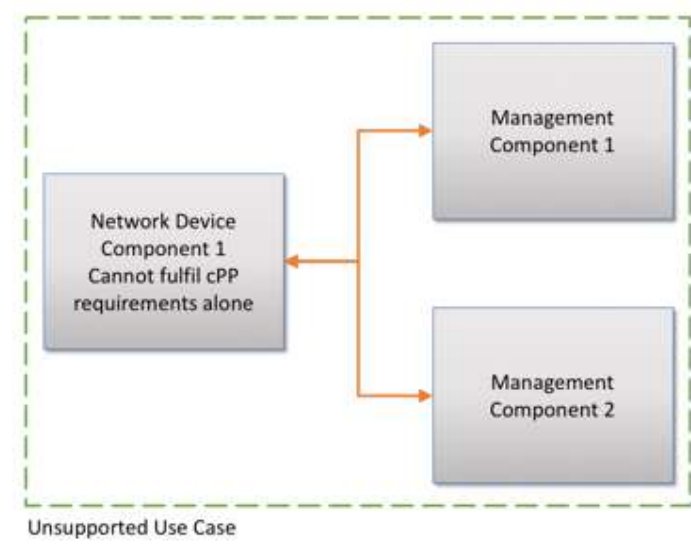 Management
Component 1
Network Device
Component 1
Cannot fulfil cPP
requirements alone
Management
Component 2
Unsupported Use Case